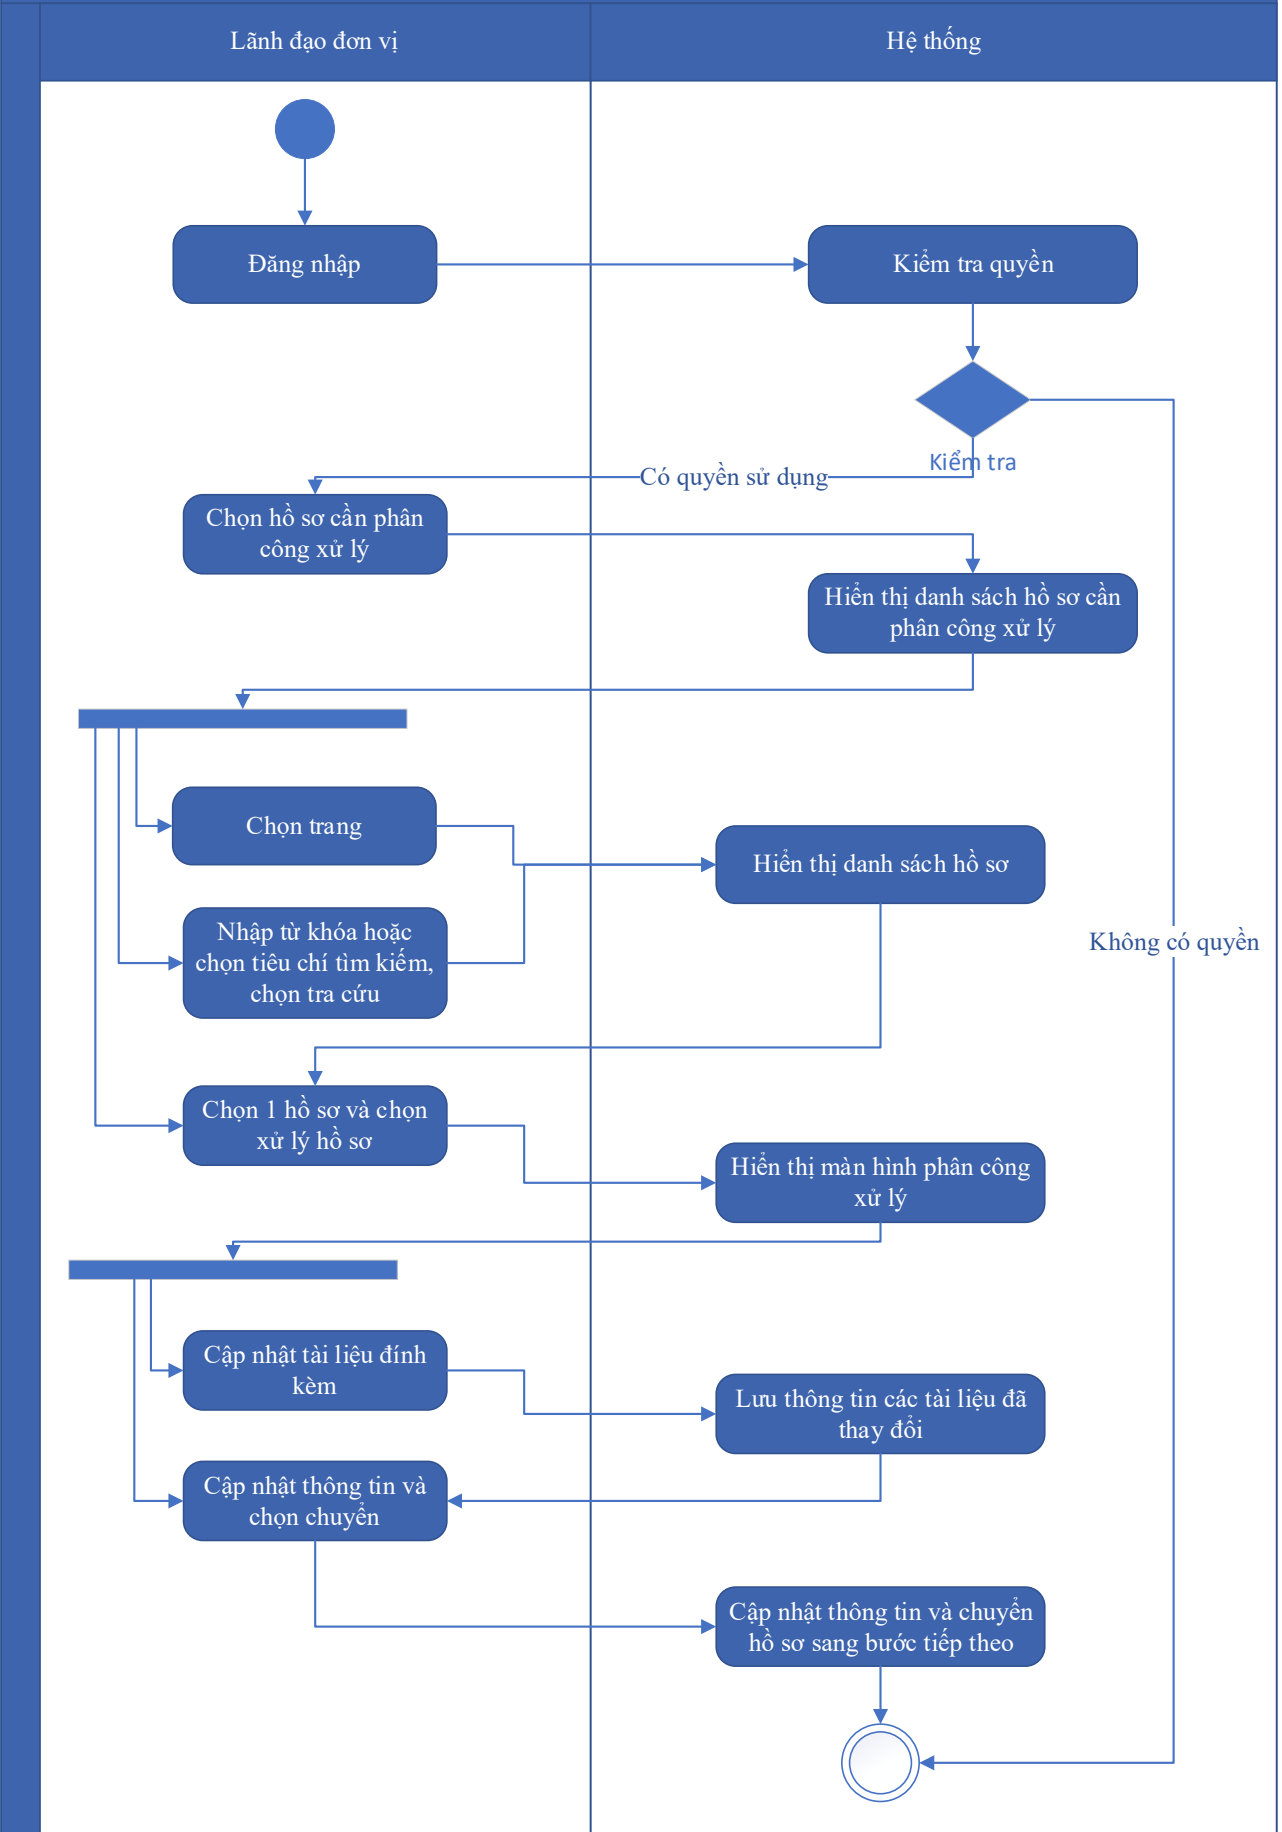 Lãnh đạo đơn vị
Hệ thống
Đăng nhập
Kiểm tra quyền
Kiểm tra
Có quyền sử dụng
Chọn hồ sơ cần phân
công xử lý
Hiển thị danh sách hồ sơ cần
phân công xử lý
Chọn trang
Hiển thị danh sách hồ sơ
Nhập từ khóa hoặc
chọn tiêu chí tìm kiếm,
chọn tra cứu
Không có quyền
Chọn 1 hồ sơ và chọn
xử lý hồ sơ
Hiển thị màn hình phân công
xử lý
Cập nhật tài liệu đính
kèm
Lưu thông tin các tài liệu đã
thay đổi
Cập nhật thông tin và
chọn chuyển
Cập nhật thông tin và chuyển
hồ sơ sang bước tiếp theo